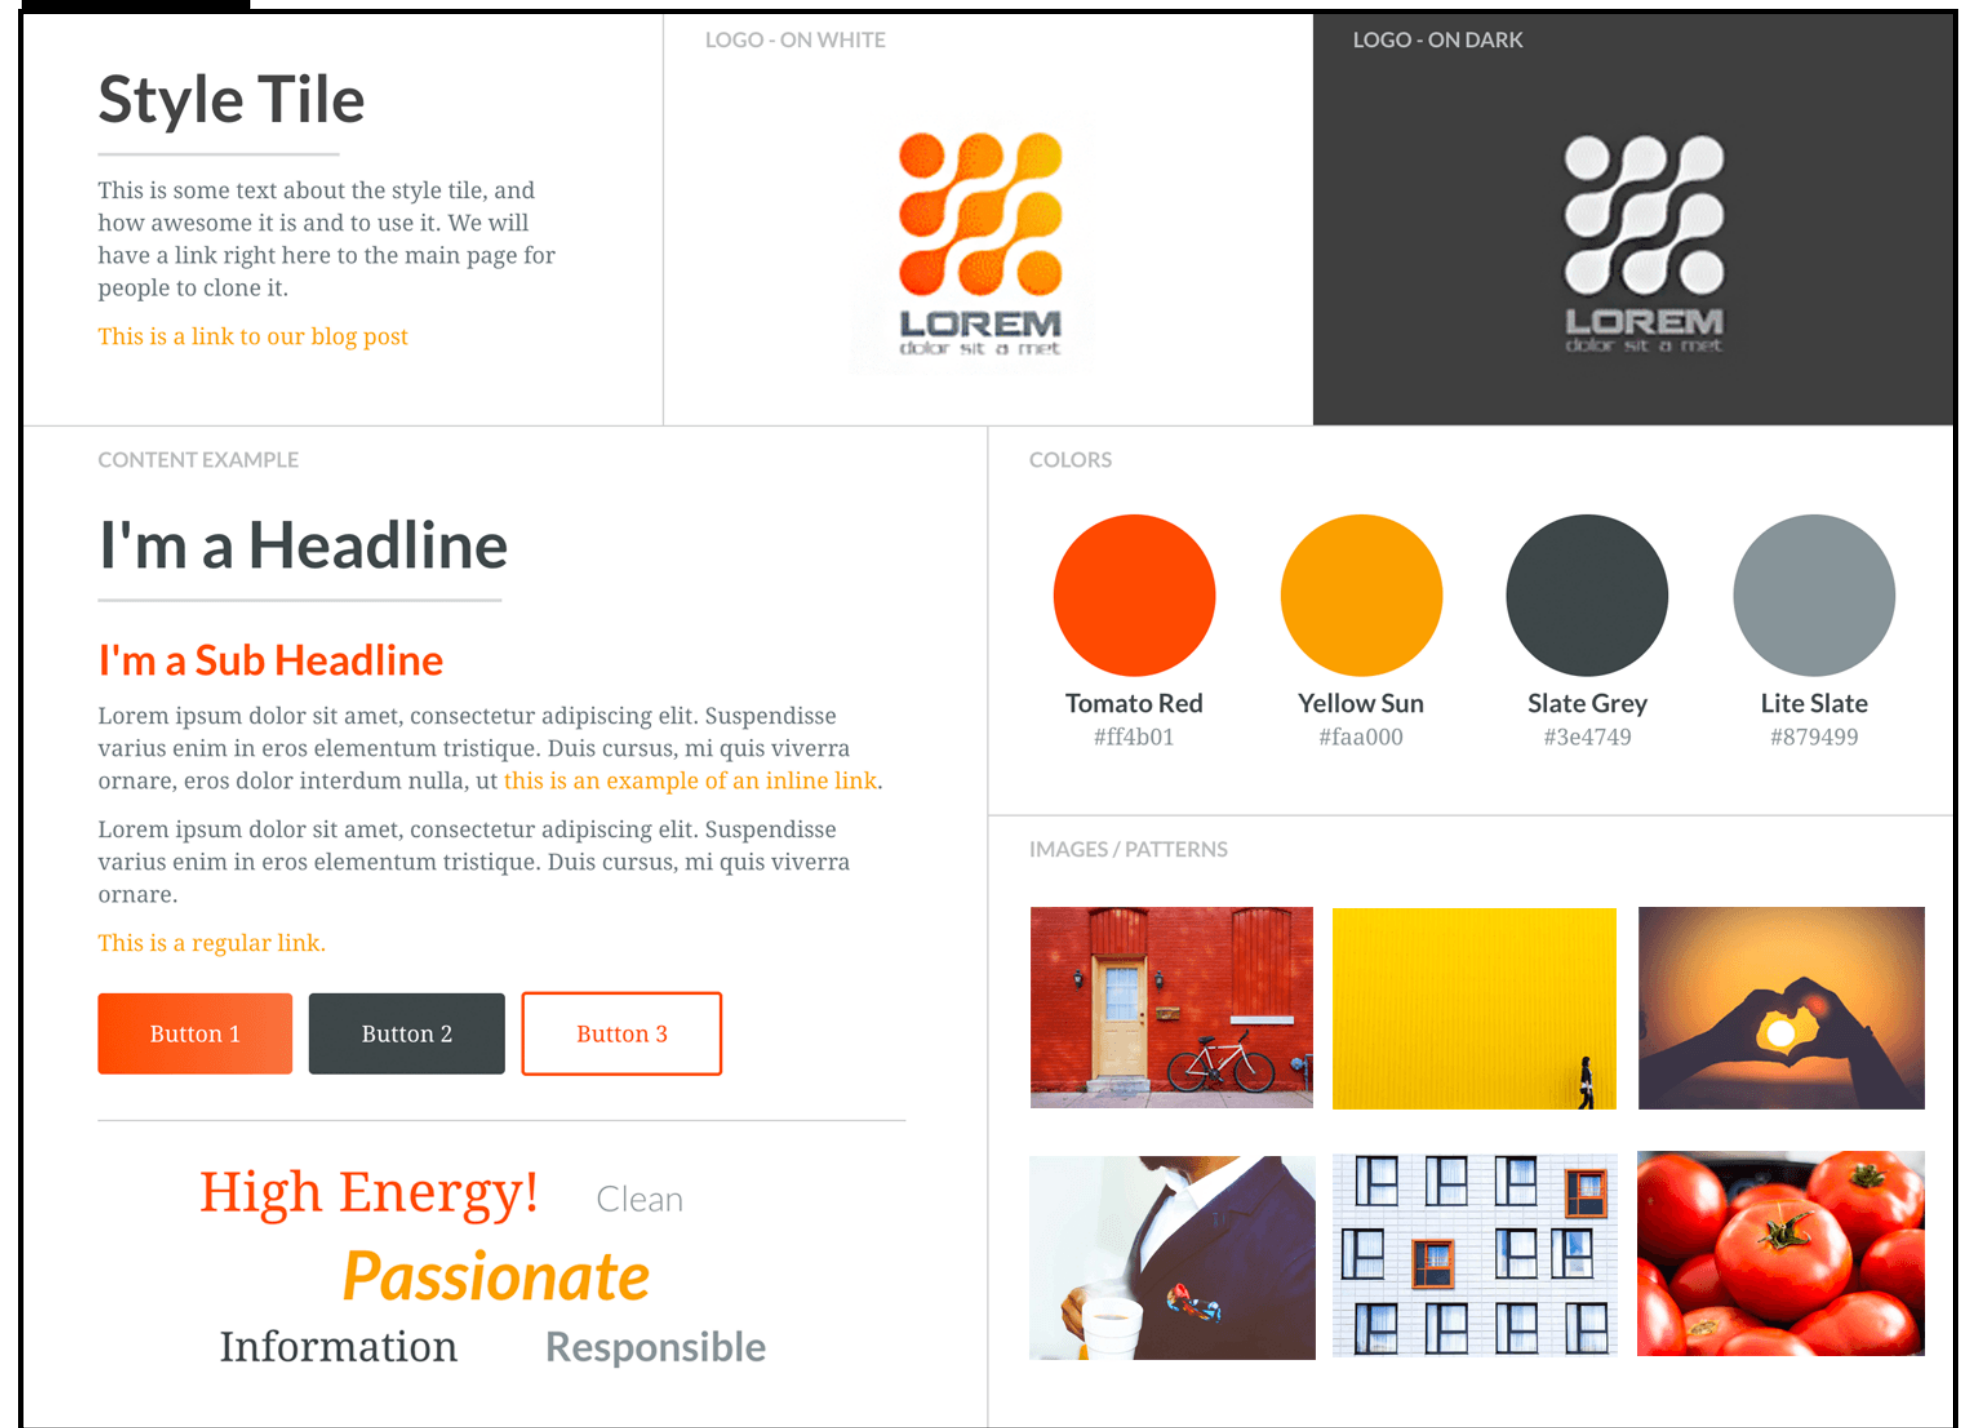 Style Tile
This is some text about the style tile, and
how awesome it is and to use it. We will
have a link right here to the main page for
people to clone it.
This is a link to our blog post
LOGO - ON WHITE
LOREM
dolor sit a met
LOGO - ON DARK
LOREM
dolor sit a met
CONTENT EXAMPLE
I'm a Headline
I'm a Sub Headline
Lorem ipsum dolor sit amet, consectetur adipiscing elit. Suspendisse
varius enim in eros elementum tristique. Duis cursus, mi quis viverra
ornare, eros dolor interdum nulla, ut this is an example of an inline link.
Lorem ipsum dolor sit amet, consectetur adipiscing elit. Suspendisse
varius enim in eros elementum tristique. Duis cursus, mi quis viverra
ornare.
This is a regular link.
Button 1 Button 2 Button 3
High Energy! Clean
Passionate
Information Responsible
COLORS
Tomato Red Yellow Sun Slate Grey Lite Slate
#ff4b01 #faa000 #3e4749 #879499
IMAGES / PATTERNS